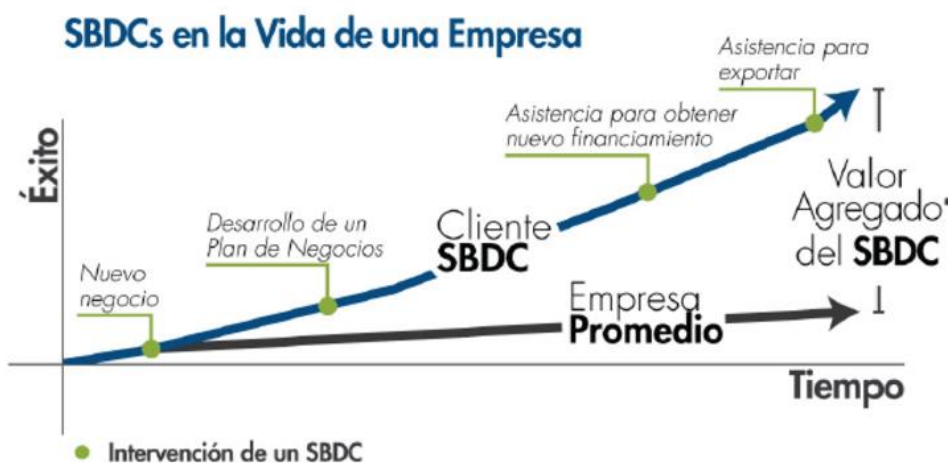 SBDCs en la Vida de una Empresa
Asistencia para
exportar
Asistencia para obtener
nuevo financiamiento
Éxito
Valor
Agregado*
del SBDC
Desarrollo de un
Plan de Negocios
Cliente
SBDC
Nuevo
negocio
Empresa
Promedio
Tiempo
Intervención de un SBDC